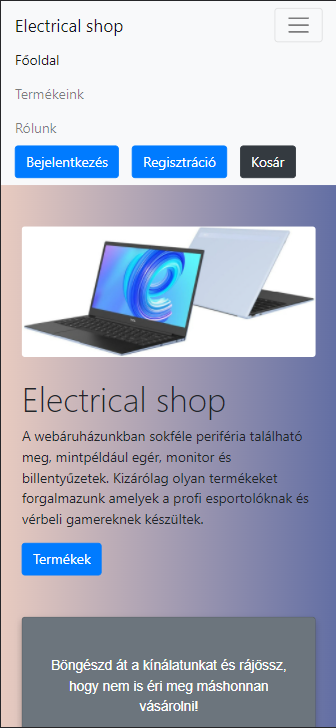 Electrical shop
Főoldal
Termékeink
Rólunk
Bejelentkezés
Regisztráció
Kosár
Electrical shop
A webáruházunkban sokféle periféria található
meg, mintpéldául egér, monitor és
billentyűzetek. Kizárólag olyan termékeket
forgalmazunk amelyek a profi esportolóknak és
vérbeli gamereknek készültek.
Termékek
Böngészd át a kínálatunkat és rájössz,
hogy nem is éri meg máshonnan
vásárolni!